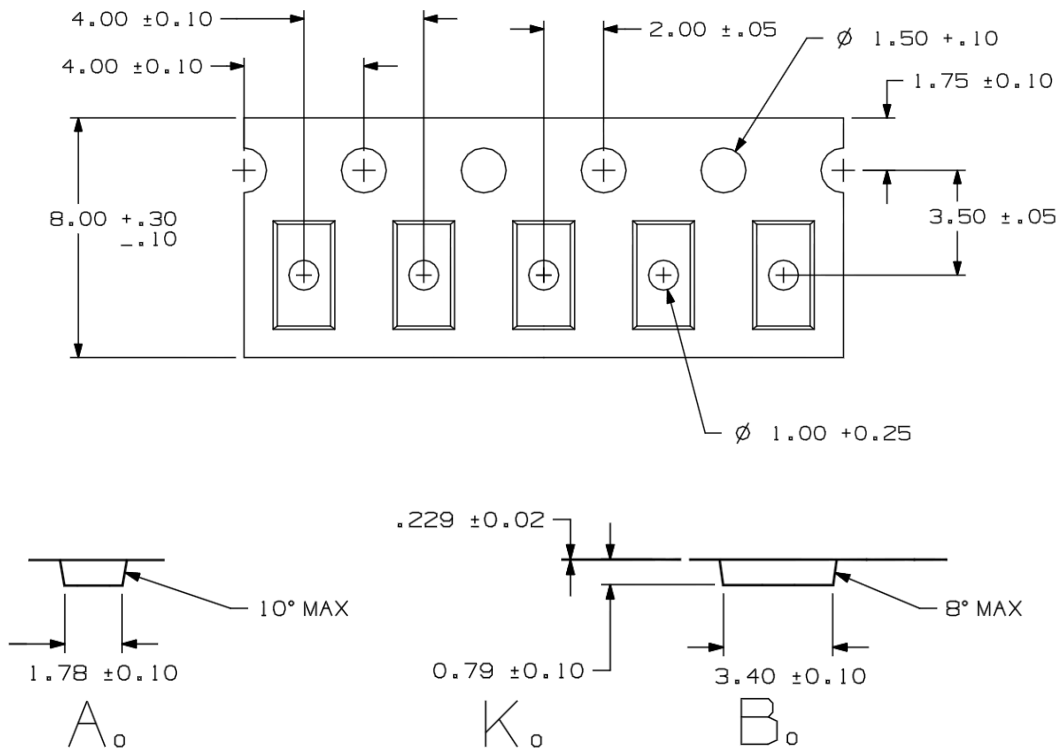 4.00 ±0.10
4.00 ±0.10
2.00 ±.05
Ø 1.50 +.10
1.75 ±0.10
8.00 +.30
-.10
3.50 ±.05
Ø 1.00 +0.25
.229 ±0.02
10° MAX
8° MAX
1.78 ±0.10
0.79 ±0.10
3.40 ±0.10
A₀
K₀
B₀